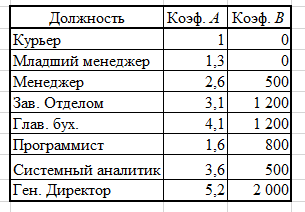 Должность Коэф. A Коэф. B
Курьер 1 0
Младший менеджер 1,3 0
Менеджер 2,6 500
Зав. Отделом 3,1 1 200
Глав. бух. 4,1 1 200
Программист 1,6 800
Системный аналитик 3,6 500
Ген. Директор 5,2 2 000